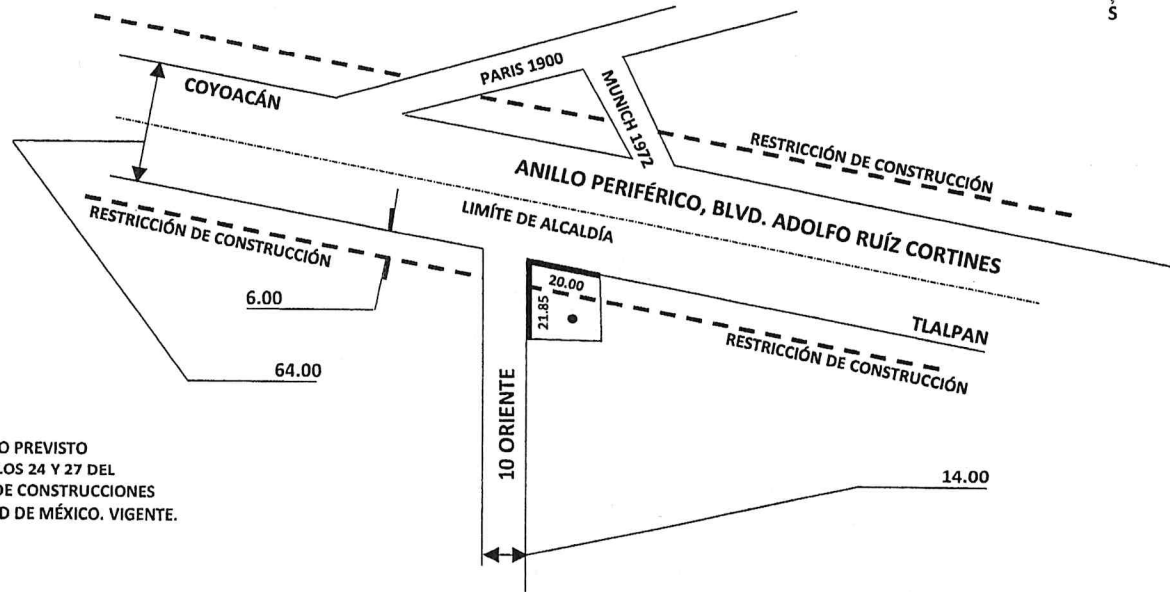 S
PARIS 1900
COYOACÁN
MUNICH 1972
RESTRICCIÓN DE CONSTRUCCIÓN
ANILLO PERIFÉRICO, BLVD. ADOLFO RUÍZ CORTINES
LIMÍTE DE ALCALDÍA
RESTRICCIÓN DE CONSTRUCCIÓN
6.00
20.00
21.85
TLALPAN
RESTRICCIÓN DE CONSTRUCCIÓN
64.00
10 ORIENTE
14.00
O PREVISTO
LOS 24 Y 27 DEL
DE CONSTRUCCIONES
D DE MÉXICO. VIGENTE.